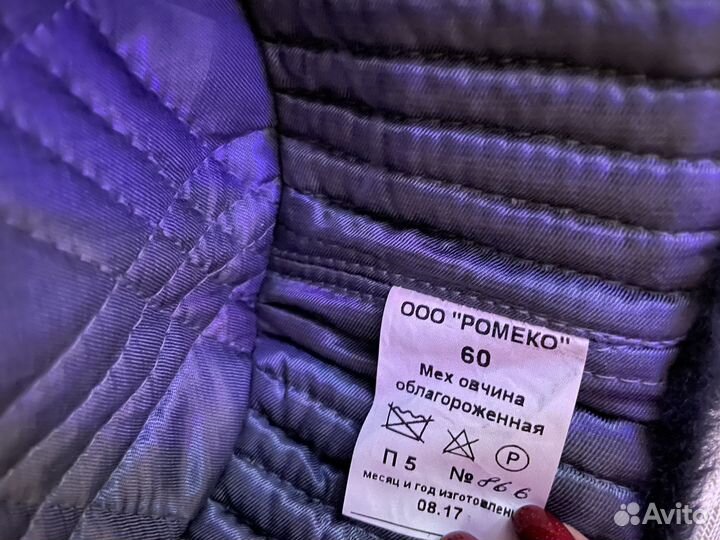 ООО "РОМЕКО"
60
Мех овчина
облагороженная
P
П 5 № 866
месяц и год изготовлен
08.17
Avito